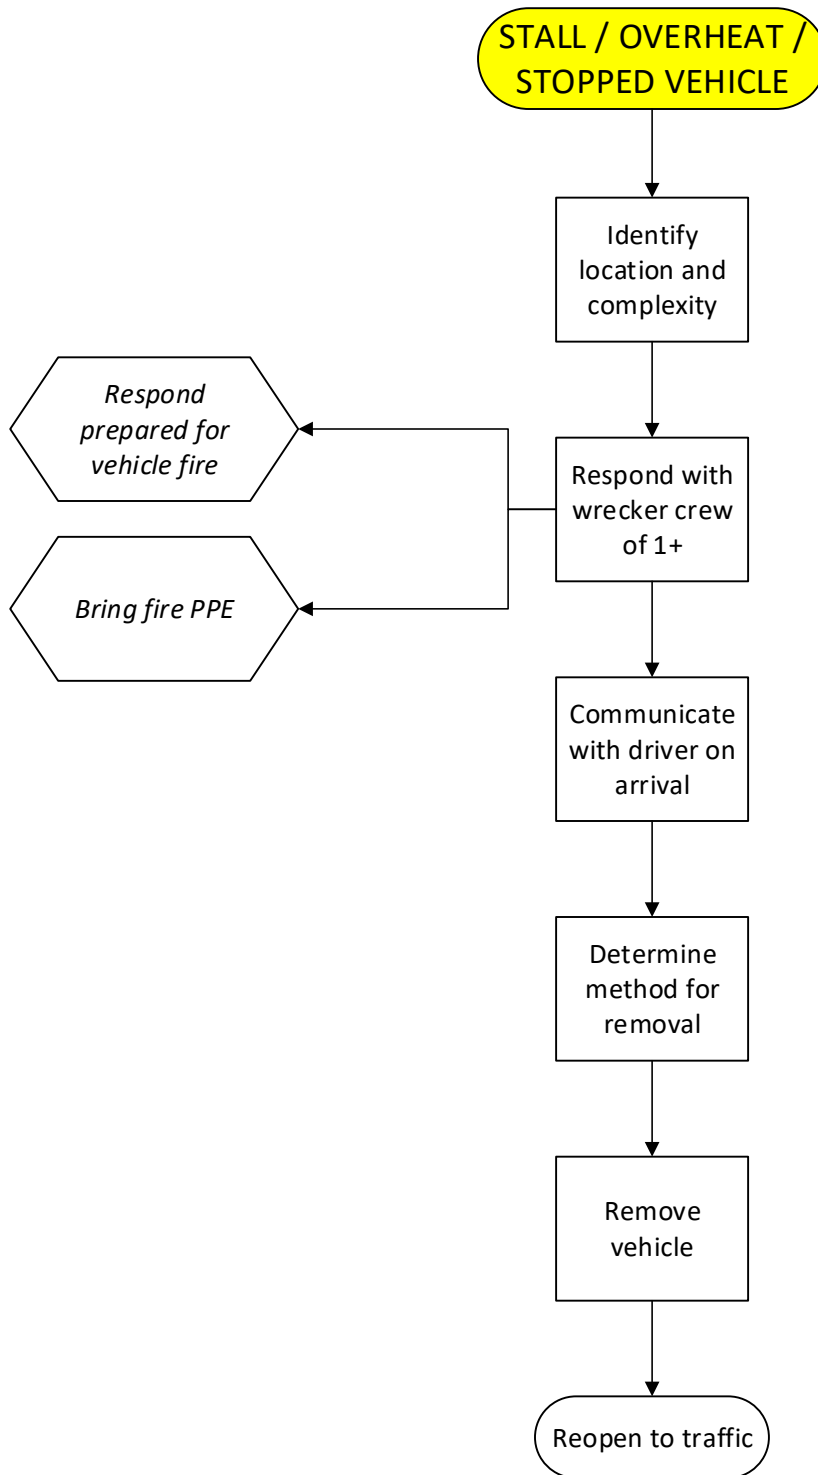 STALL / OVERHEAT /
STOPPED VEHICLE
Identify
location and
complexity
Respond
prepared for
vehicle fire
Respond with
wrecker crew
of 1+
Bring fire PPE
Communicate
with driver on
arrival
Determine
method for
removal
Remove
vehicle
Reopen to traffic